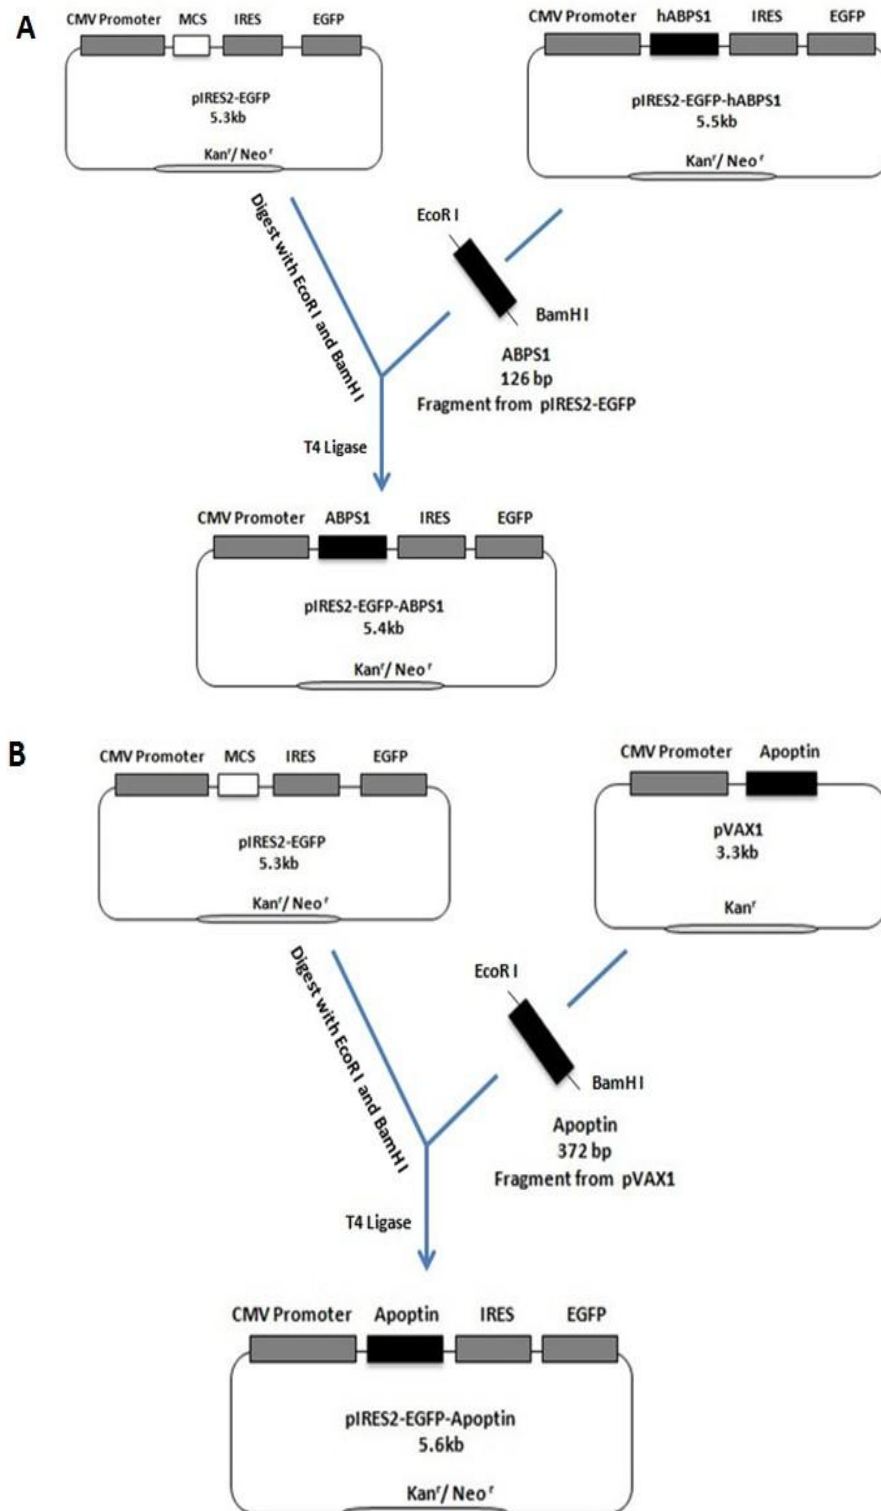 A
CMV Promoter MCS IRES EGFP
pIRES2-EGFP
5.3kb
Kanʳ/ Neo ʳ
CMV Promoter hABPS1 IRES EGFP
pIRES2-EGFP-hABPS1
5.5kb
Kanʳ/ Neo ʳ
Digest with EcoRI and BamHI
EcoR I
BamH I
ABPS1
126 bp
Fragment from pIRES2-EGFP
T4 Ligase
CMV Promoter ABPS1 IRES EGFP
pIRES2-EGFP-ABPS1
5.4kb
Kanʳ/ Neo ʳ
B
CMV Promoter MCS IRES EGFP
pIRES2-EGFP
5.3kb
Kanʳ/ Neo ʳ
CMV Promoter Apoptin
pVAX1
3.3kb
Kanʳ
Digest with EcoRI and BamHI
EcoR I
BamH I
Apoptin
372 bp
Fragment from pVAX1
T4 Ligase
CMV Promoter Apoptin IRES EGFP
pIRES2-EGFP-Apoptin
5.6kb
Kanʳ/ Neo ʳ